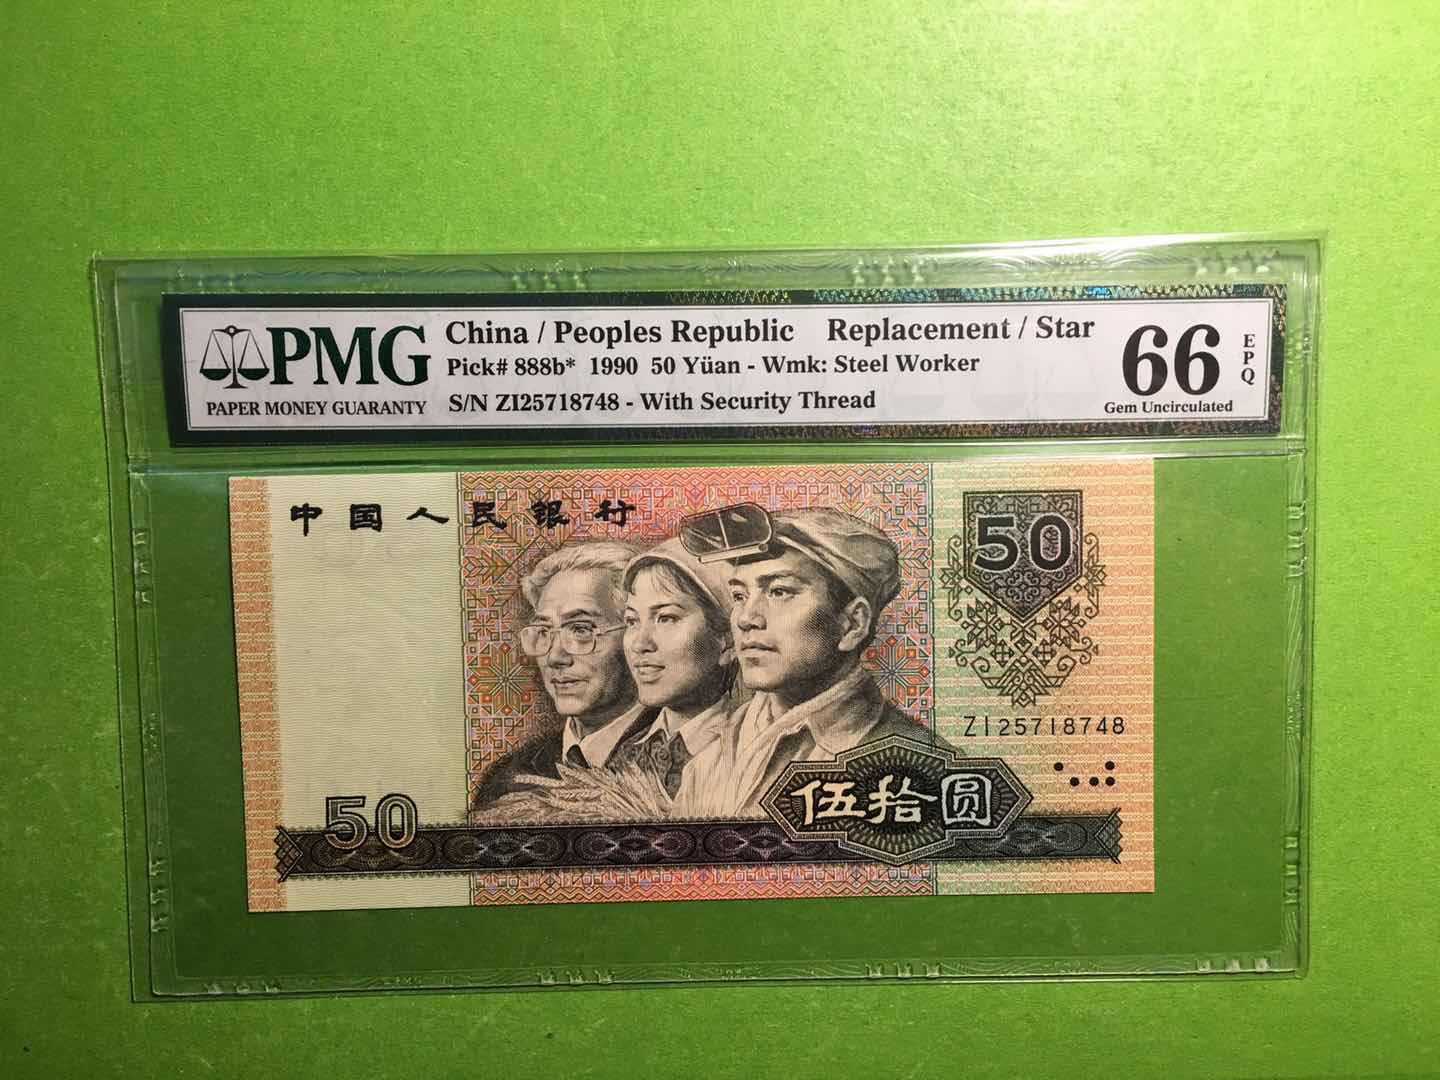 PMG
PAPER MONEY GUARANTY
China / Peoples Republic Replacement / Star
Pick# 888b* 1990 50 Yüan - Wmk: Steel Worker
S/N ZI25718748 - With Security Thread
66
EPQ
Gem Uncirculated
中国人民银行
50
ZI25718748
伍拾圆
50